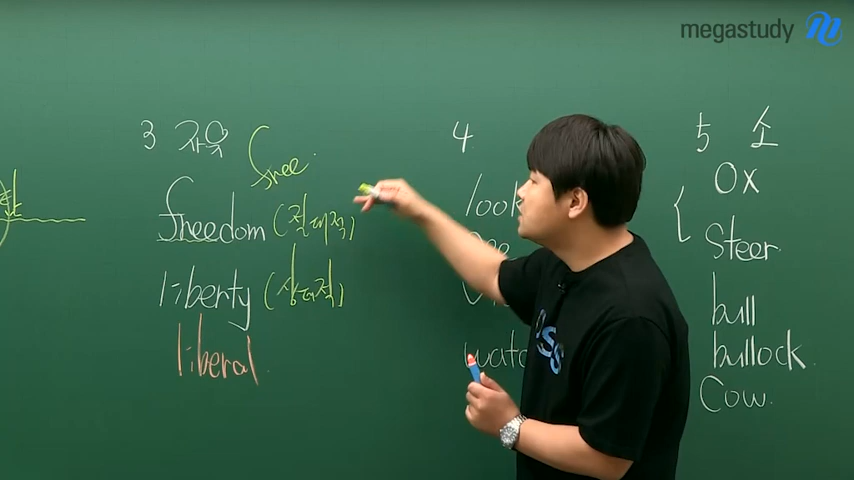 megastudy
3 자유
free.
freedom (절대적)
liberty (상대적)
liberal.
4
look
5 소
Ox
Steer
bull
bullock.
Cow.